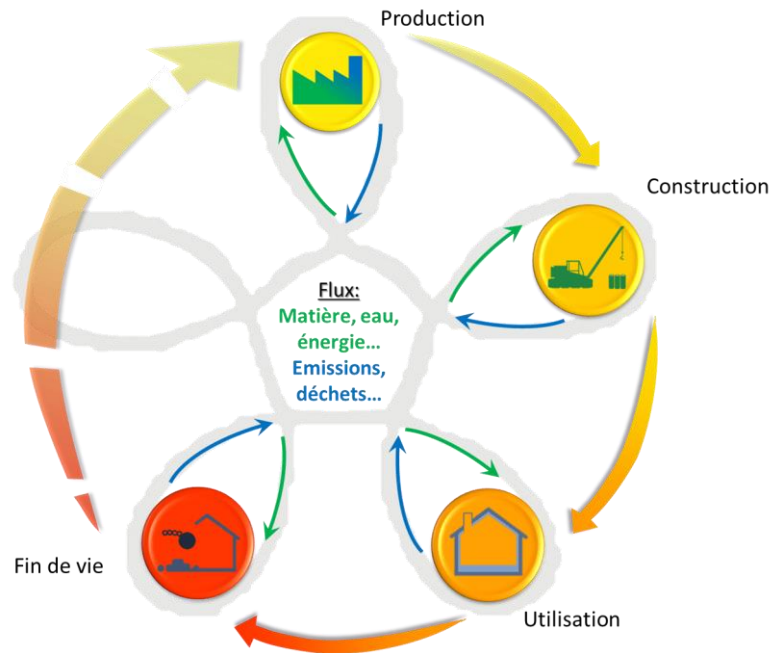 Production
Construction
Flux:
Matière, eau,
énergie...
Emissions,
déchets...
Fin de vie
Utilisation